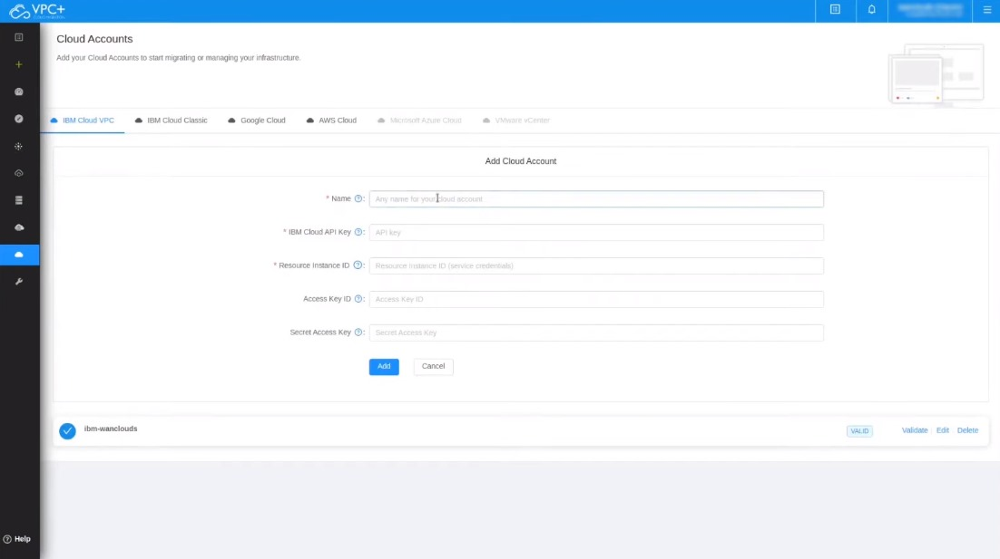 VPC+
Cloud Accounts
Add your Cloud Accounts to start migrating or managing your infrastructure.
IBM Cloud VPC IBM Cloud Classic Google Cloud AWS Cloud Microsoft Azure Cloud VMware vCenter
Add Cloud Account
* Name ? : Any name for your cloud account
* IBM Cloud API Key ? : API key
* Resource Instance ID ? : Resource Instance ID (service credentials)
Access Key ID ? : Access Key ID
Secret Access Key ? : Secret Access Key
Add Cancel
ibm-wanclouds VALID Validate Edit Delete
? Help